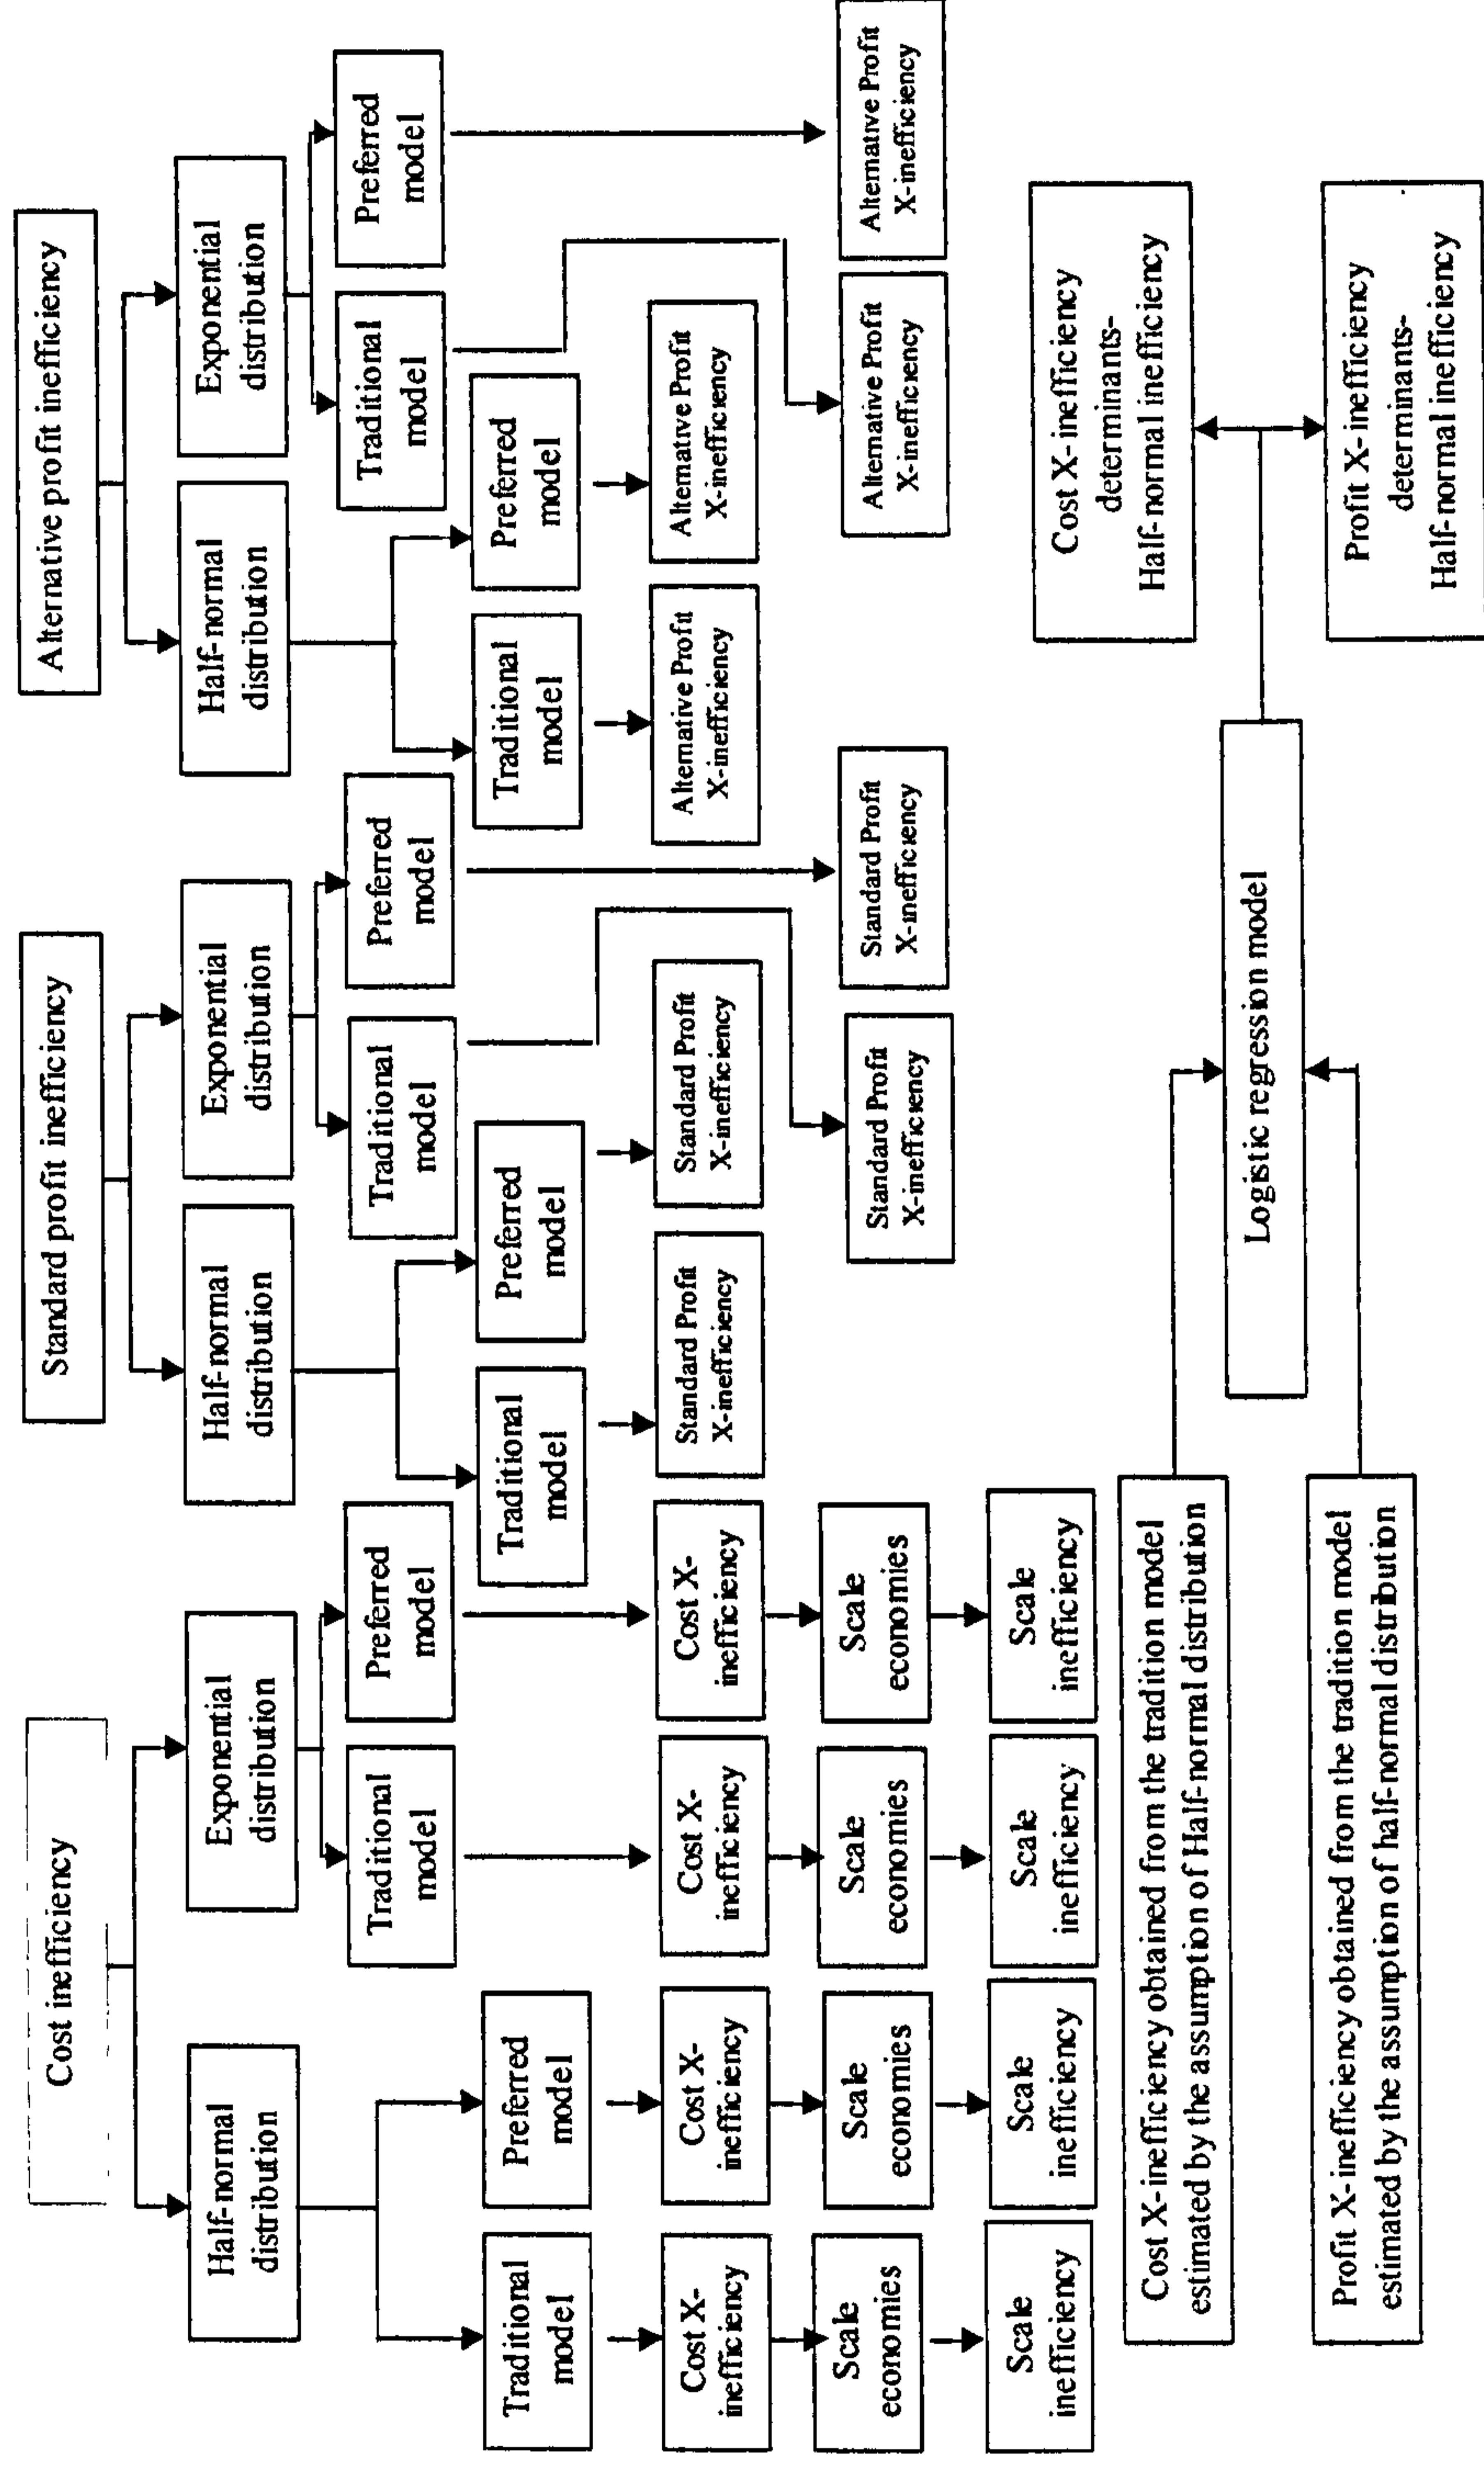 Cost inefficiency
Standard profit inefficiency
Alternative profit inefficiency
Half-normal
distribution
Exponential
distribution
Half-normal
distribution
Exponential
distribution
Half-normal
distribution
Exponential
distribution
Traditional
model
Preferred
model
Traditional
model
Preferred
model
Traditional
model
Preferred
model
Traditional
model
Preferred
model
Traditional
model
Preferred
model
Traditional
model
Preferred
model
Cost X-
inefficiency
Cost X-
inefficiency
Cost X-
inefficiency
Cost X-
inefficiency
Standard Profit
X-inefficiency
Standard Profit
X-inefficiency
Alternative Profit
X-inefficiency
Alternative Profit
X-inefficiency
Scale
economies
Scale
economies
Scale
economies
Scale
economies
Standard Profit
X-inefficiency
Standard Profit
X-inefficiency
Alternative Profit
X-inefficiency
Alternative Profit
X-inefficiency
Scale
inefficiency
Scale
inefficiency
Scale
inefficiency
Scale
inefficiency
Cost X-inefficiency obtained from the tradition model
estimated by the assumption of Half-normal distribution
Profit X-inefficiency obtained from the tradition model
estimated by the assumption of half-normal distribution
Logistic regression model
Cost X-inefficiency
determinants-
Half-normal inefficiency
Profit X-inefficiency
determinants-
Half-normal inefficiency